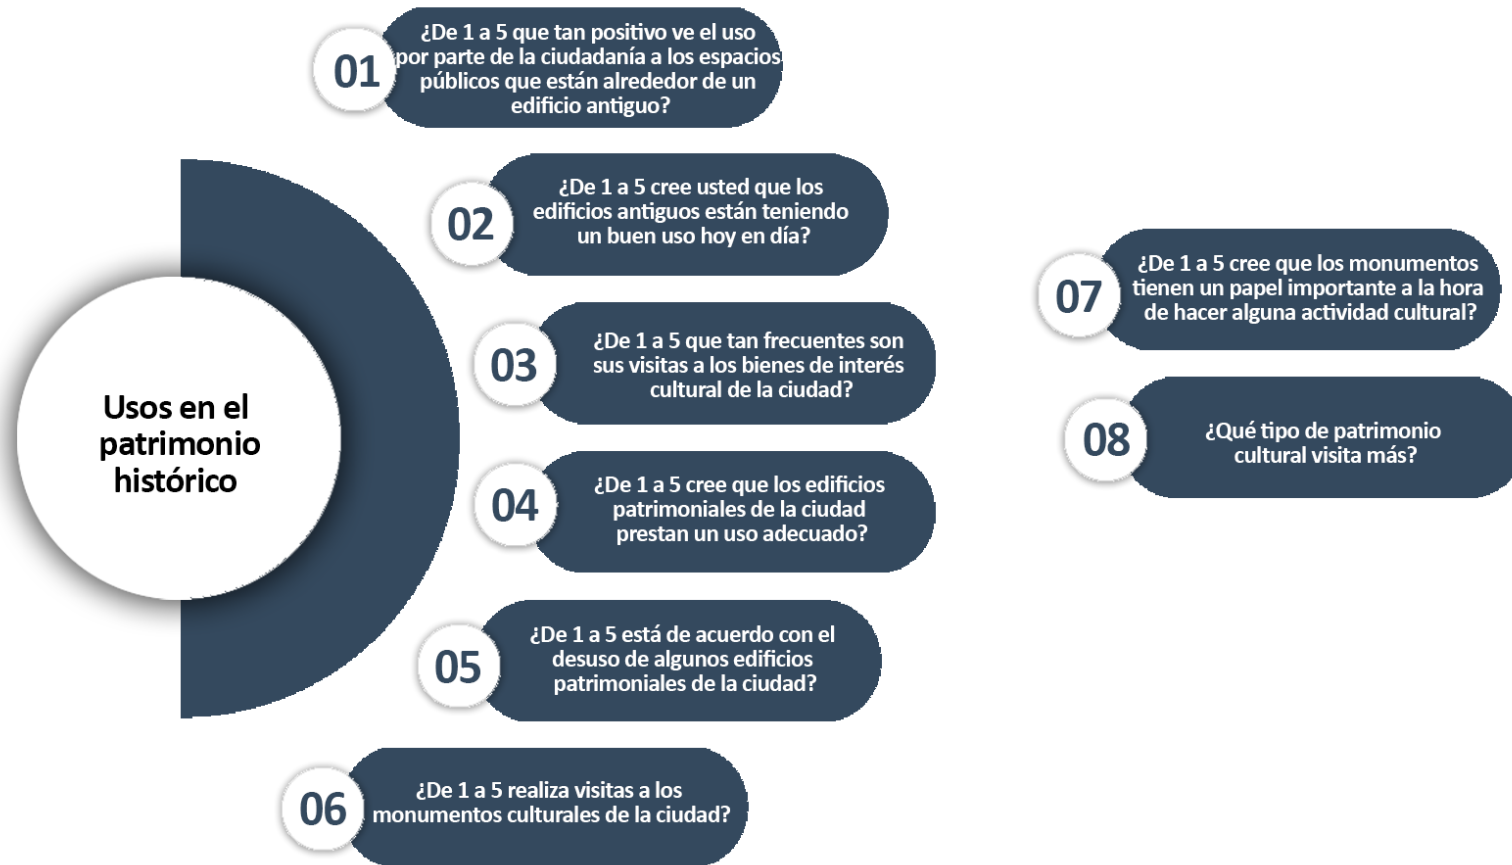 Usos en el
patrimonio
histórico
01
¿De 1 a 5 que tan positivo ve el uso
por parte de la ciudadanía a los espacios
públicos que están alrededor de un
edificio antiguo?
02
¿De 1 a 5 cree usted que los
edificios antiguos están teniendo
un buen uso hoy en día?
03
¿De 1 a 5 que tan frecuentes son
sus visitas a los bienes de interés
cultural de la ciudad?
04
¿De 1 a 5 cree que los edificios
patrimoniales de la ciudad
prestan un uso adecuado?
05
¿De 1 a 5 está de acuerdo con el
desuso de algunos edificios
patrimoniales de la ciudad?
06
¿De 1 a 5 realiza visitas a los
monumentos culturales de la ciudad?
07
¿De 1 a 5 cree que los monumentos
tienen un papel importante a la hora
de hacer alguna actividad cultural?
08
¿Qué tipo de patrimonio
cultural visita más?